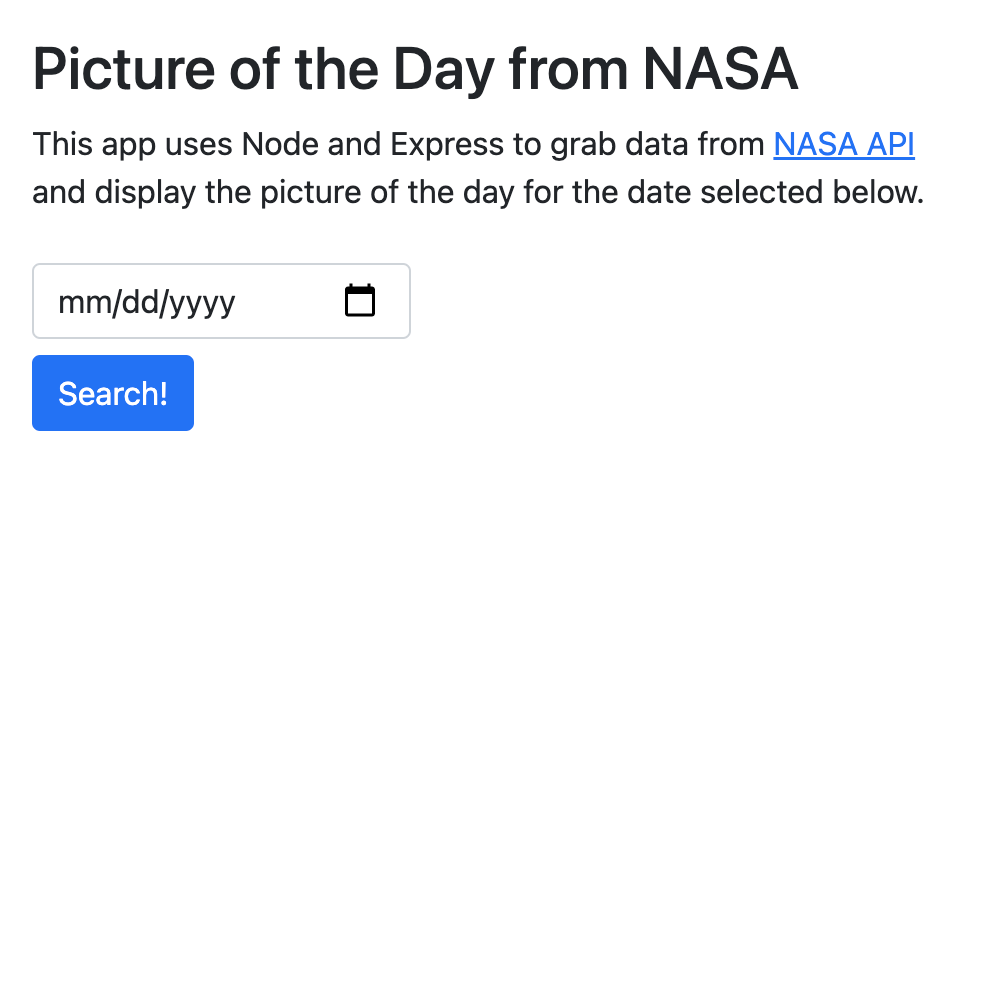 Picture of the Day from NASA
This app uses Node and Express to grab data from NASA API
and display the picture of the day for the date selected below.
mm/dd/yyyy
Search!